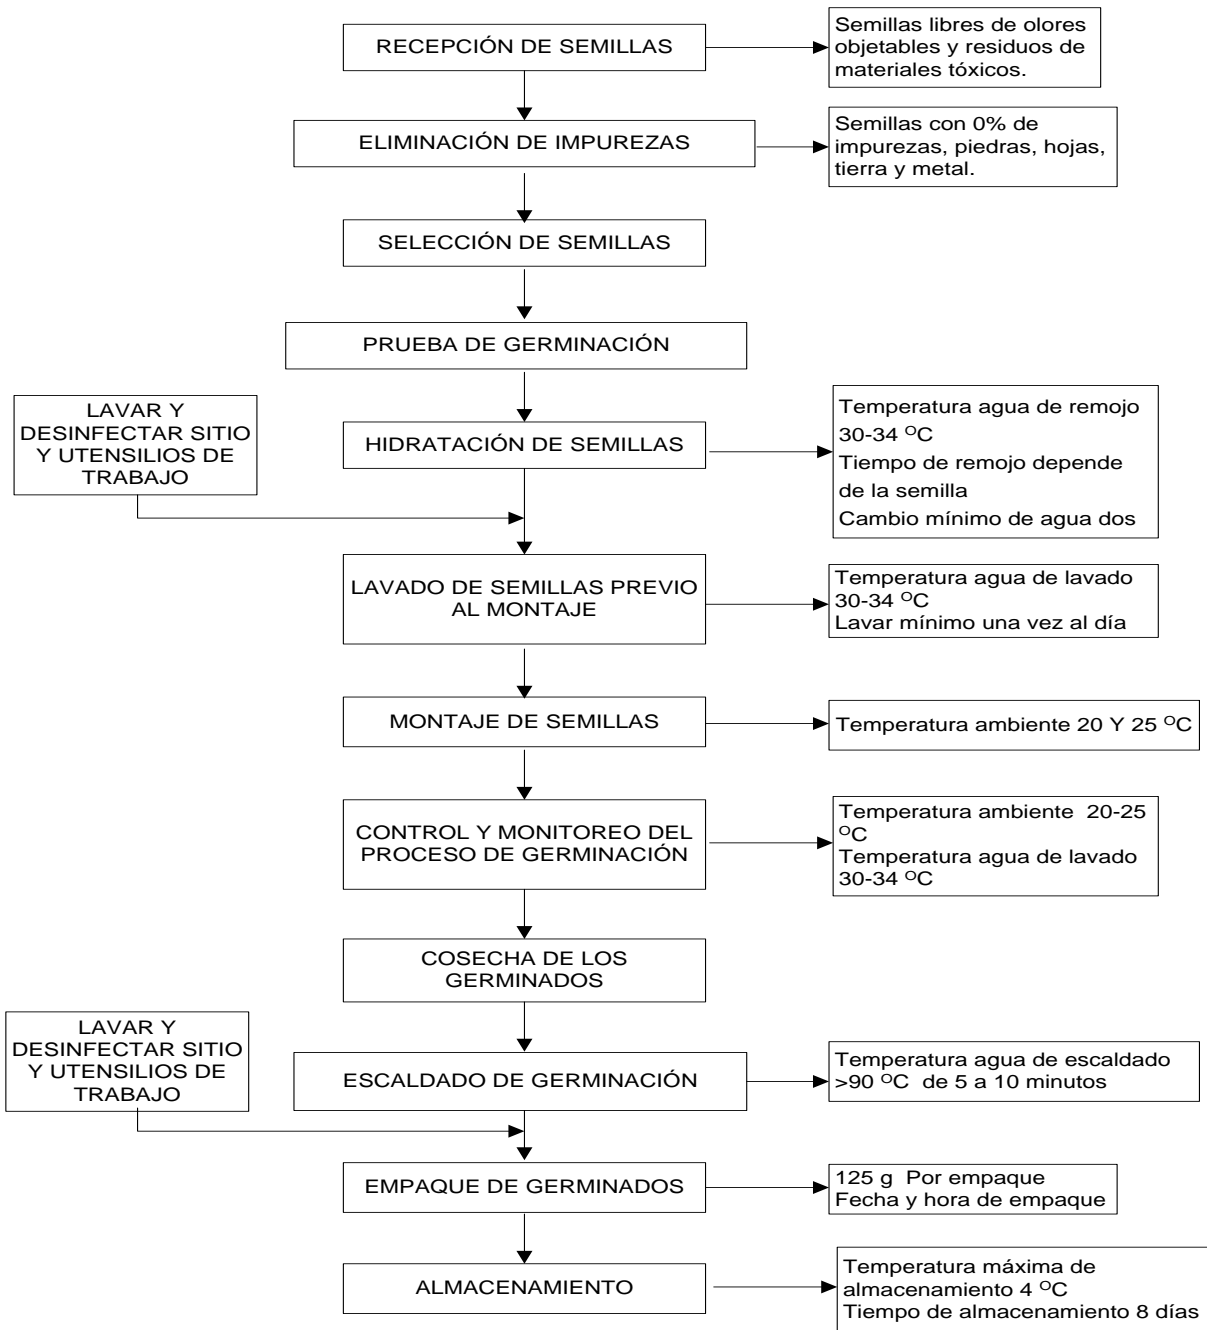 RECEPCIÓN DE SEMILLAS
Semillas libres de olores
objetables y residuos de
materiales tóxicos.
ELIMINACIÓN DE IMPUREZAS
Semillas con 0% de
impurezas, piedras, hojas,
tierra y metal.
SELECCIÓN DE SEMILLAS
PRUEBA DE GERMINACIÓN
LAVAR Y
DESINFECTAR SITIO
Y UTENSILIOS DE
TRABAJO
HIDRATACIÓN DE SEMILLAS
Temperatura agua de remojo
30-34 ºC
Tiempo de remojo depende
de la semilla
Cambio mínimo de agua dos
LAVADO DE SEMILLAS PREVIO
AL MONTAJE
Temperatura agua de lavado
30-34 ºC
Lavar mínimo una vez al día
MONTAJE DE SEMILLAS
Temperatura ambiente 20 Y 25 ºC
CONTROL Y MONITOREO DEL
PROCESO DE GERMINACIÓN
Temperatura ambiente 20-25
ºC
Temperatura agua de lavado
30-34 ºC
COSECHA DE LOS
GERMINADOS
LAVAR Y
DESINFECTAR SITIO
Y UTENSILIOS DE
TRABAJO
ESCALDADO DE GERMINACIÓN
Temperatura agua de escaldado
>90 ºC de 5 a 10 minutos
EMPAQUE DE GERMINADOS
125 g Por empaque
Fecha y hora de empaque
ALMACENAMIENTO
Temperatura máxima de
almacenamiento 4 ºC
Tiempo de almacenamiento 8 días